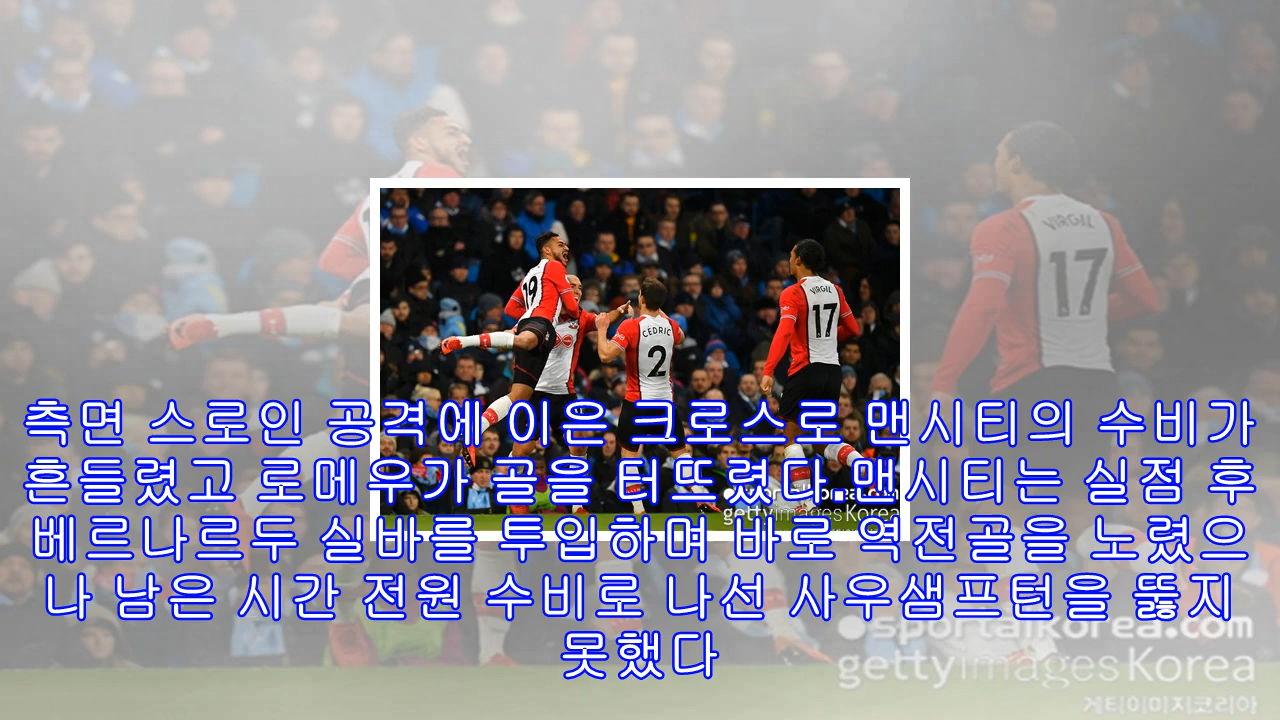 VIRGIL
17
19
CEDRIC
2
VIRGIL
17
측면 스로인 공격에 이은 크로스로 맨시티의 수비가
흔들렸고 로메우가 골을 터뜨렸다 맨시티는 실점 후
베르나르두 실바를 투입하며 바로 역전골을 노렸으
나 남은 시간 전원 수비로 나선 사우샘프턴을 뚫지
못했다
sportalkorea.com
gettyimagesKorea
sportalkorea.com
gettyimagesKorea
게티이미지코리아